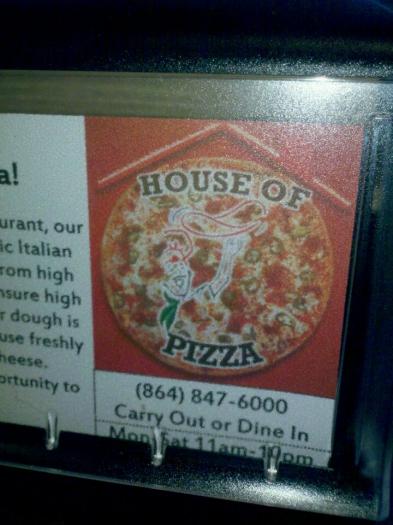 a!
urant, our
ic Italian
rom high
nsure high
r dough is
use freshly
heese.
ortunity to
HOUSE OF
PIZZA
(864) 847-6000
Carry Out or Dine In
Mon-Sat 11am-10pm